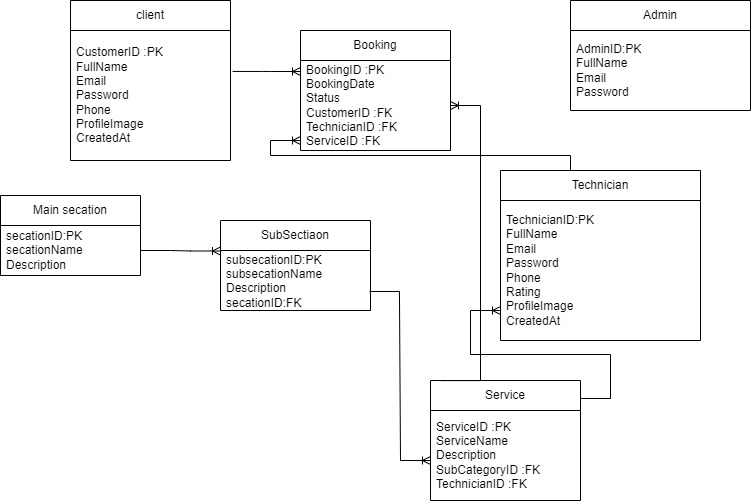 client
CustomerID :PK
FullName
Email
Password
Phone
ProfileImage
CreatedAt
Booking
BookingID :PK
BookingDate
Status
CustomerID :FK
TechnicianID :FK
ServiceID :FK
Admin
AdminID:PK
FullName
Email
Password
Technician
TechnicianID:PK
FullName
Email
Password
Phone
Rating
ProfileImage
CreatedAt
Main secation
secationID:PK
secationName
Description
SubSectiaon
subsecationID:PK
subsecationName
Description
secationID:FK
Service
ServiceID :PK
ServiceName
Description
SubCategoryID :FK
TechnicianID :FK